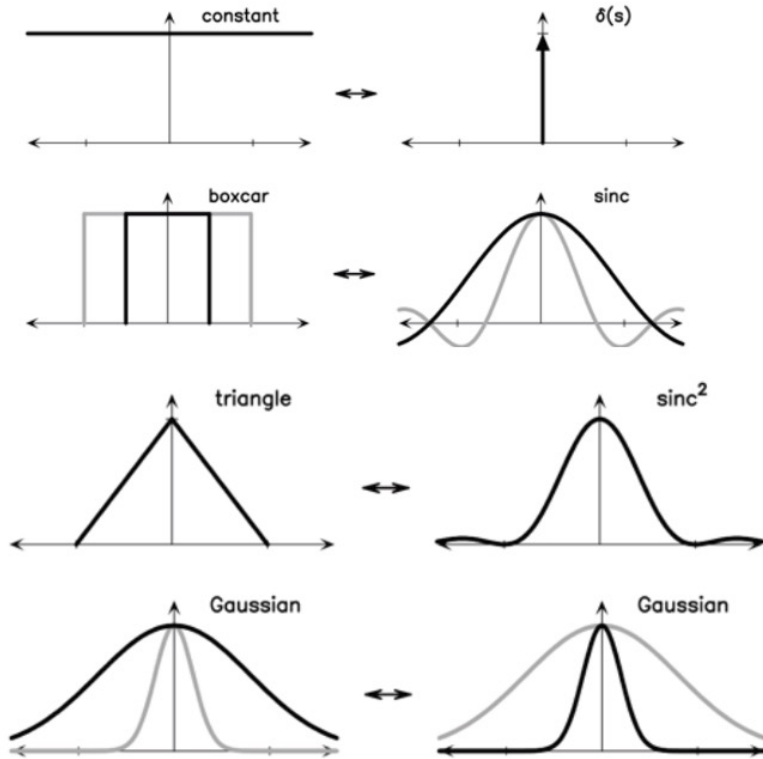 constant
δ(s)
boxcar
sinc
triangle
sinc²
Gaussian
Gaussian